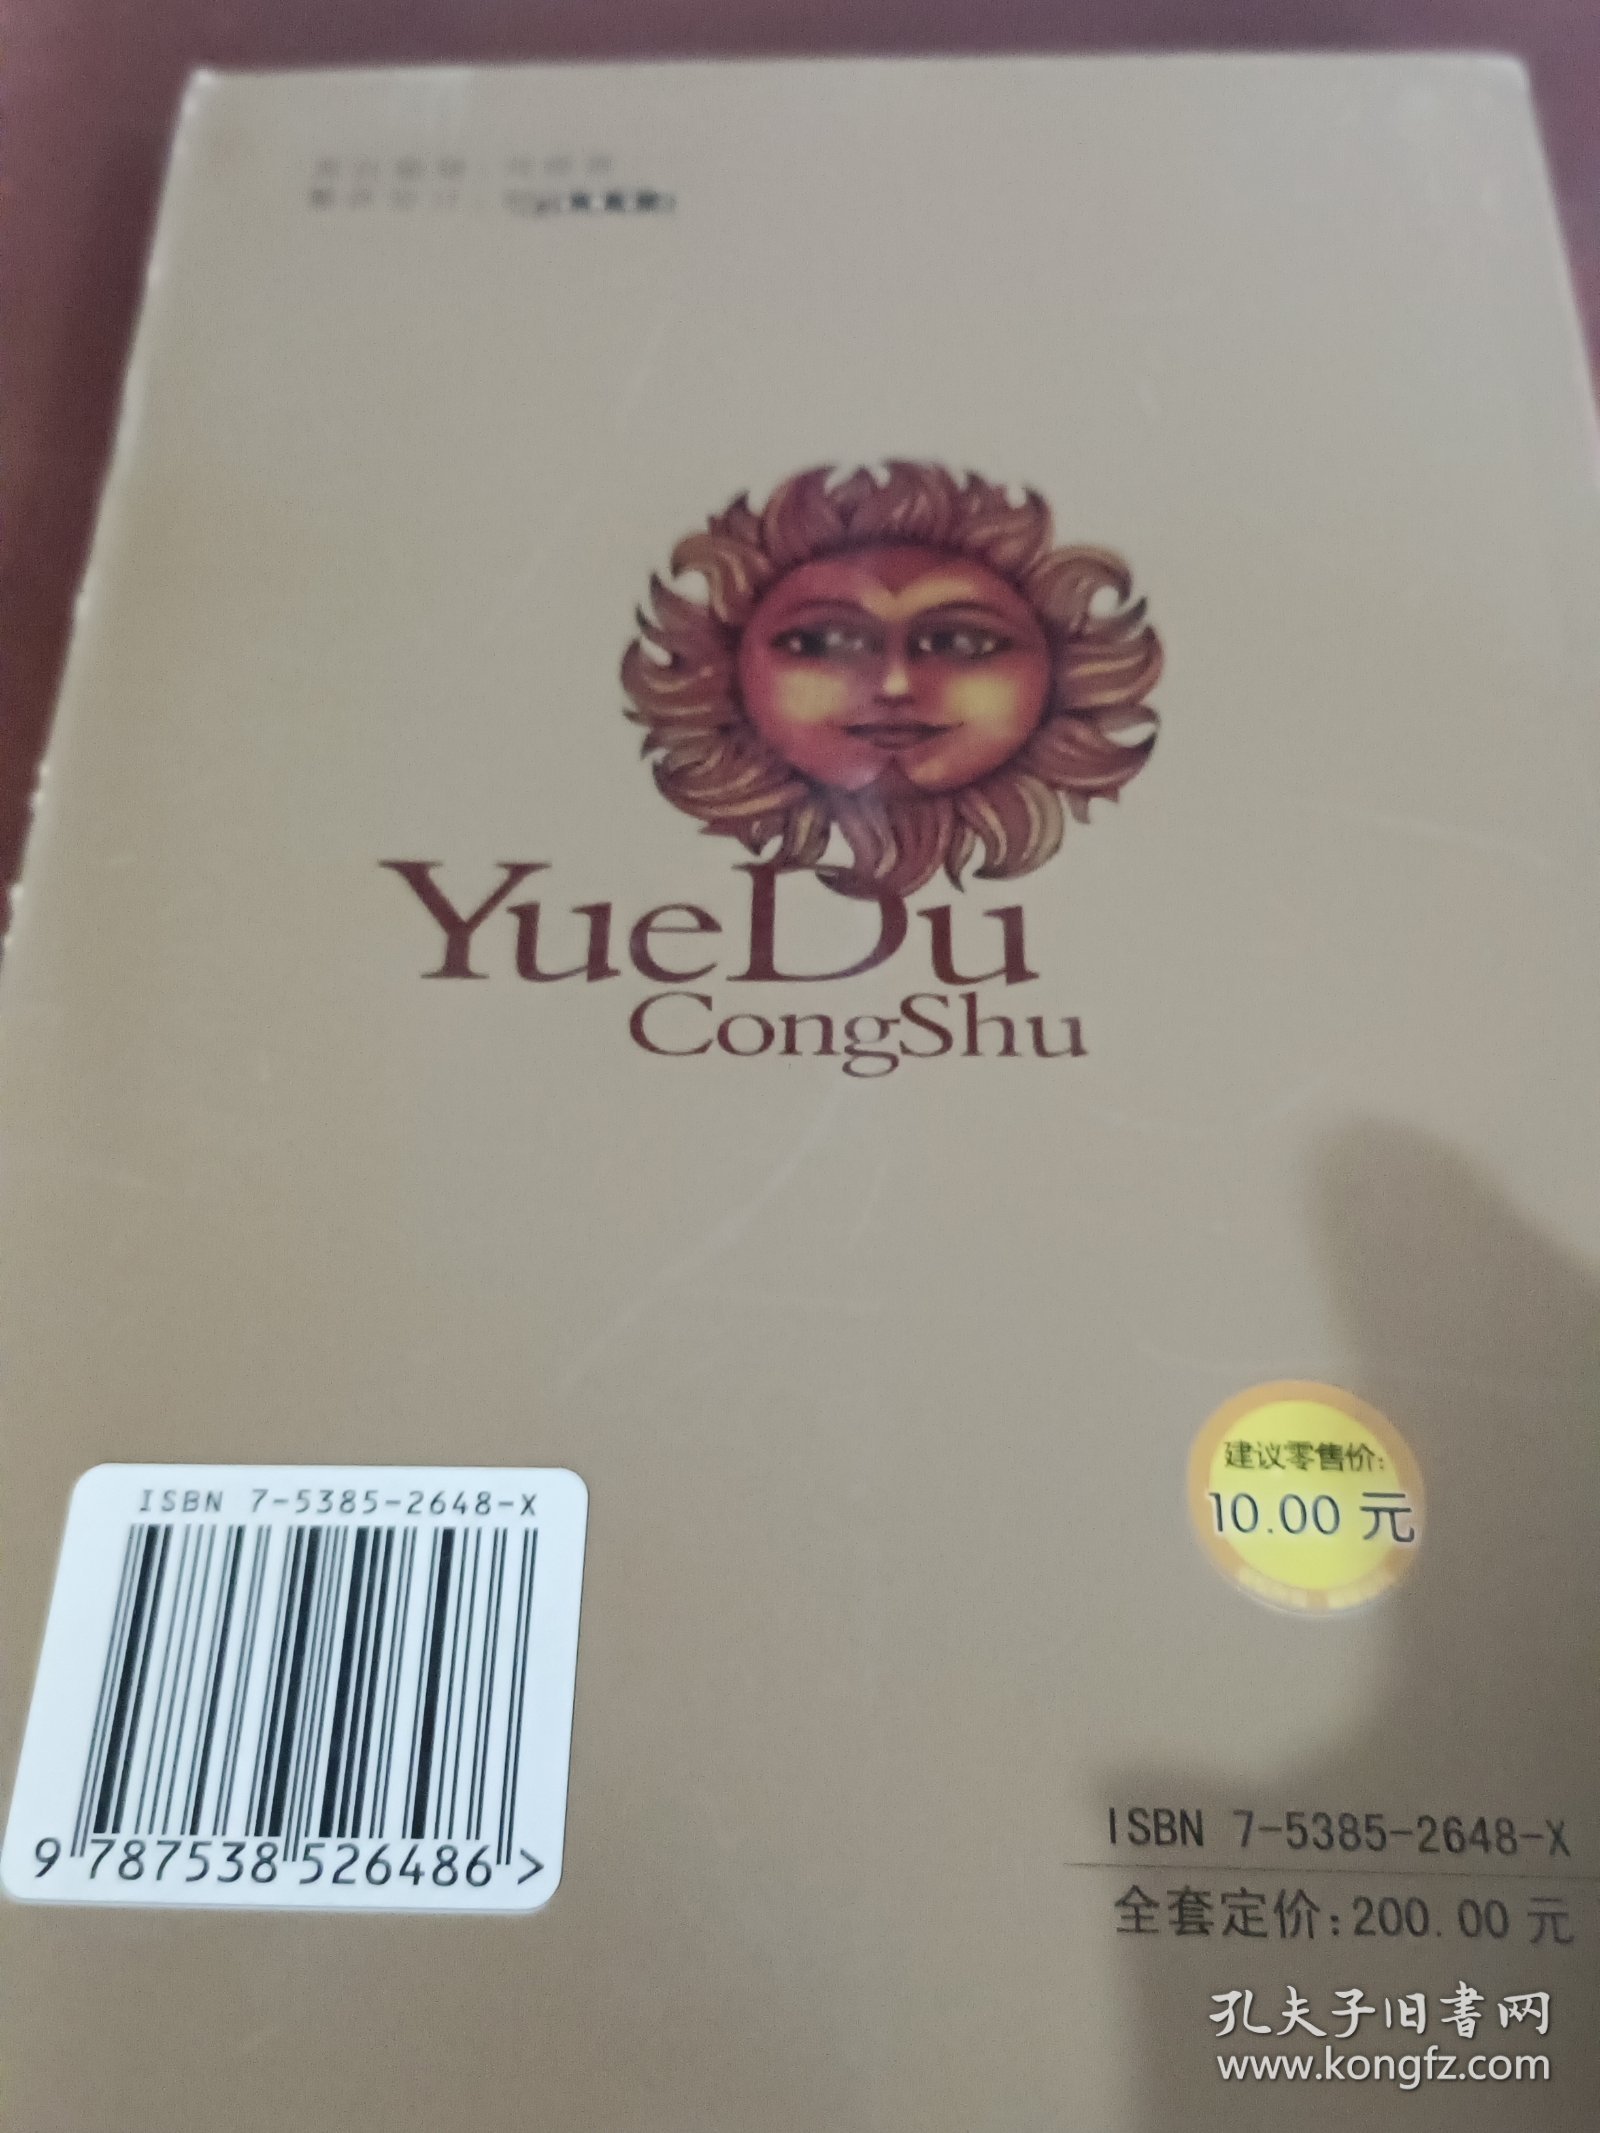 YueDu
CongShu
建议零售价:
10.00 元
ISBN 7-5385-2648-X
9 787538 526486 >
ISBN 7-5385-2648-X
全套定价:200.00 元
孔夫子旧书网
www.kongfz.com